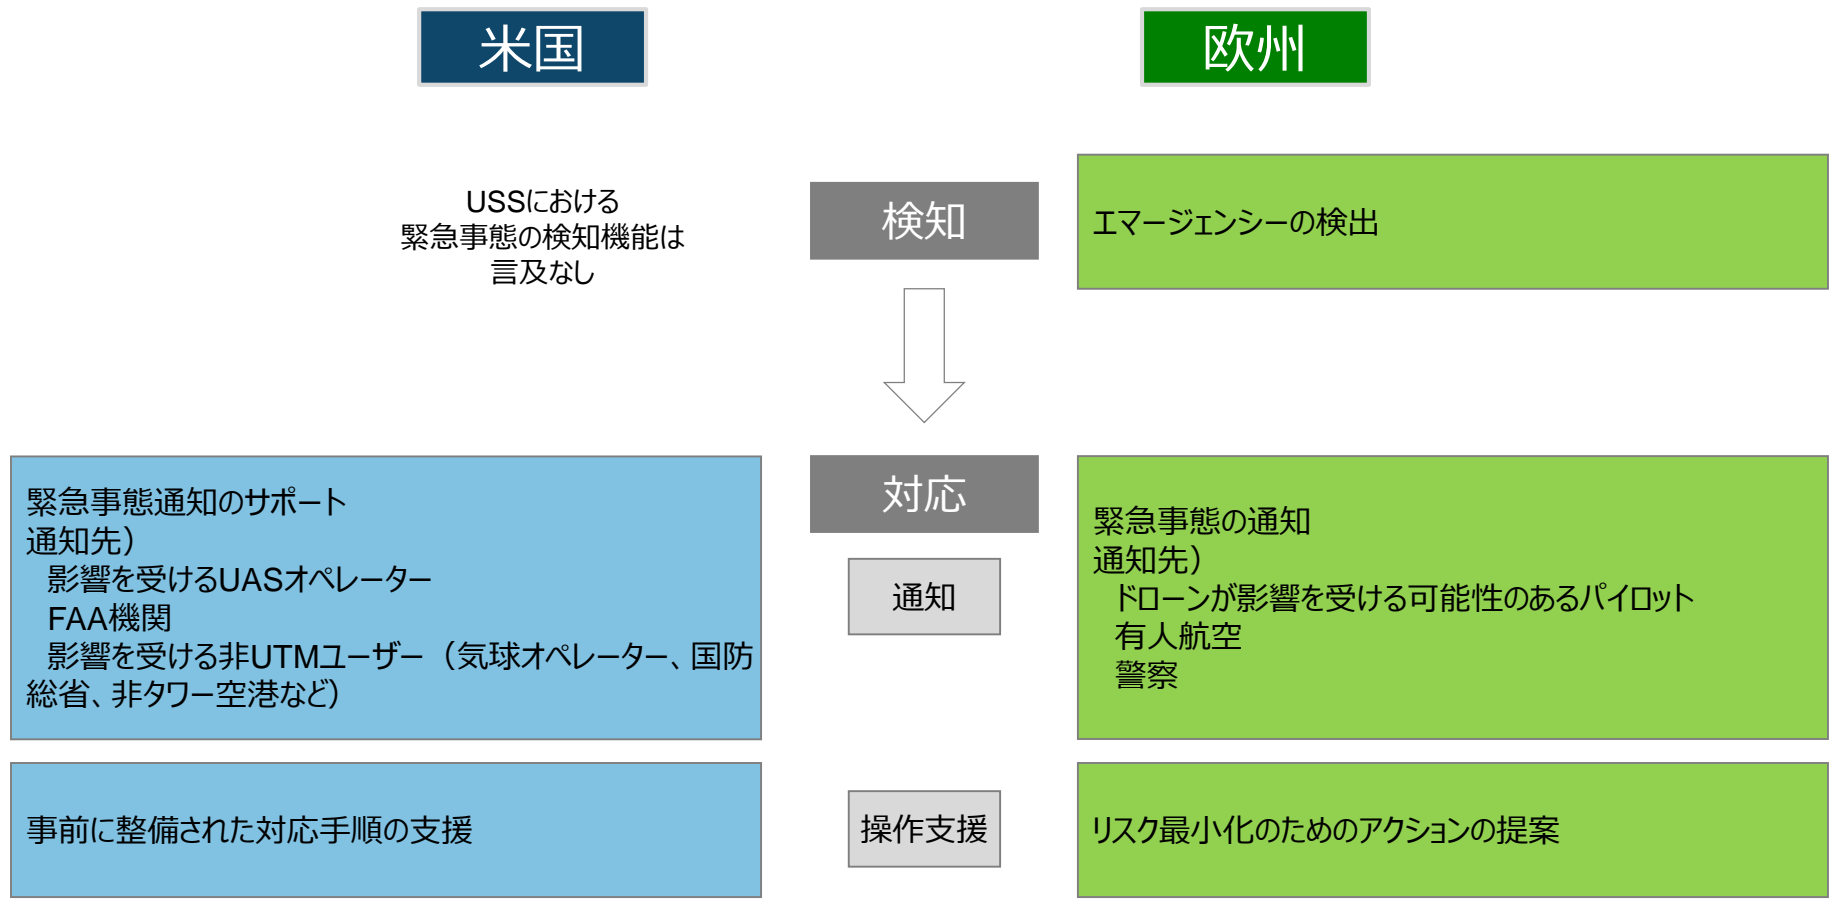 米国
欧州
USSにおける
緊急事態の検知機能は
言及なし
検知
エマージェンシーの検出
緊急事態通知のサポート
通知先）
影響を受けるUASオペレーター
FAA機関
影響を受ける非UTMユーザー（気球オペレーター、国防
総省、非タワー空港など）
対応
通知
緊急事態の通知
通知先）
ドローンが影響を受ける可能性のあるパイロット
有人航空
警察
事前に整備された対応手順の支援
操作支援
リスク最小化のためのアクションの提案